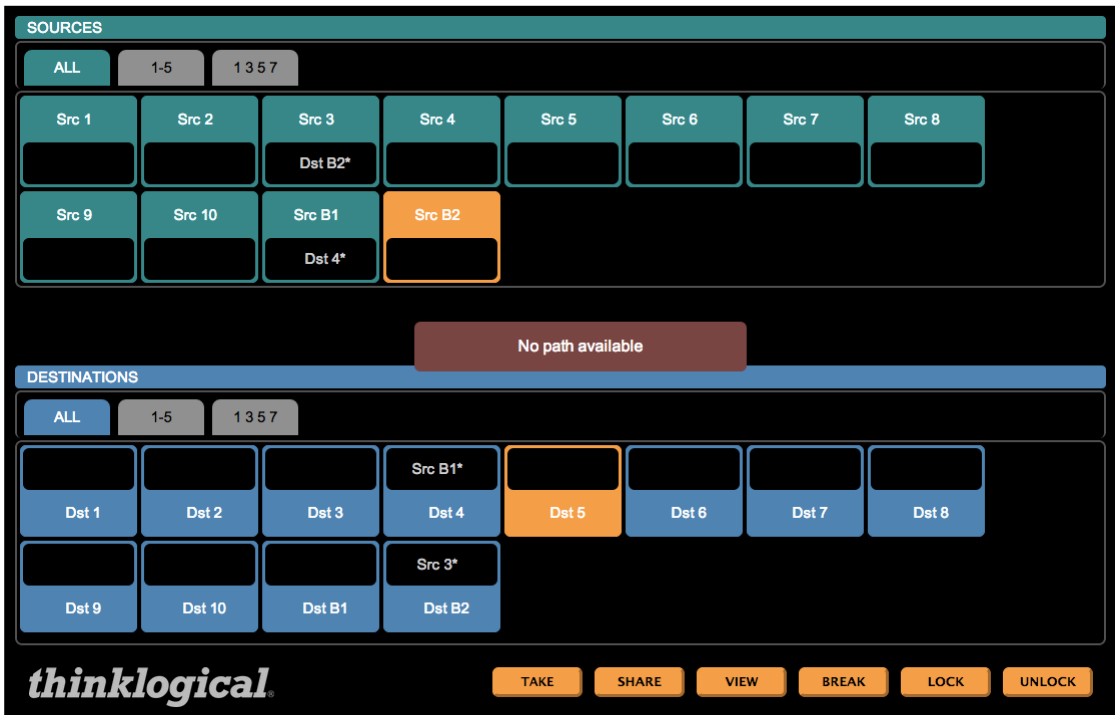 SOURCES
ALL 1-5 1 3 5 7
Src 1 Src 2 Src 3 Src 4 Src 5 Src 6 Src 7 Src 8
Dst B2*
Src 9 Src 10 Src B1 Src B2
Dst 4*
No path available
DESTINATIONS
ALL 1-5 1 3 5 7
Src B1*
Dst 1 Dst 2 Dst 3 Dst 4 Dst 5 Dst 6 Dst 7 Dst 8
Src 3*
Dst 9 Dst 10 Dst B1 Dst B2
thinklogical® TAKE SHARE VIEW BREAK LOCK UNLOCK